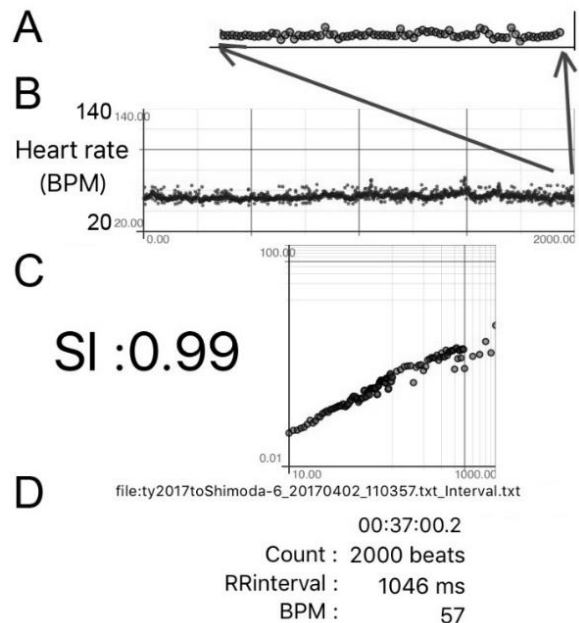 A
B
140
140.00
Heart rate
(BPM)
20
20.00
0.00
2000.00
C
100.00
SI :0.99
0.01
10.00
1000.00
D
file:ty2017toShimoda-6_20170402_110357.txt_Interval.txt
00:37:00.2
Count : 2000 beats
RRinterval : 1046 ms
BPM : 57